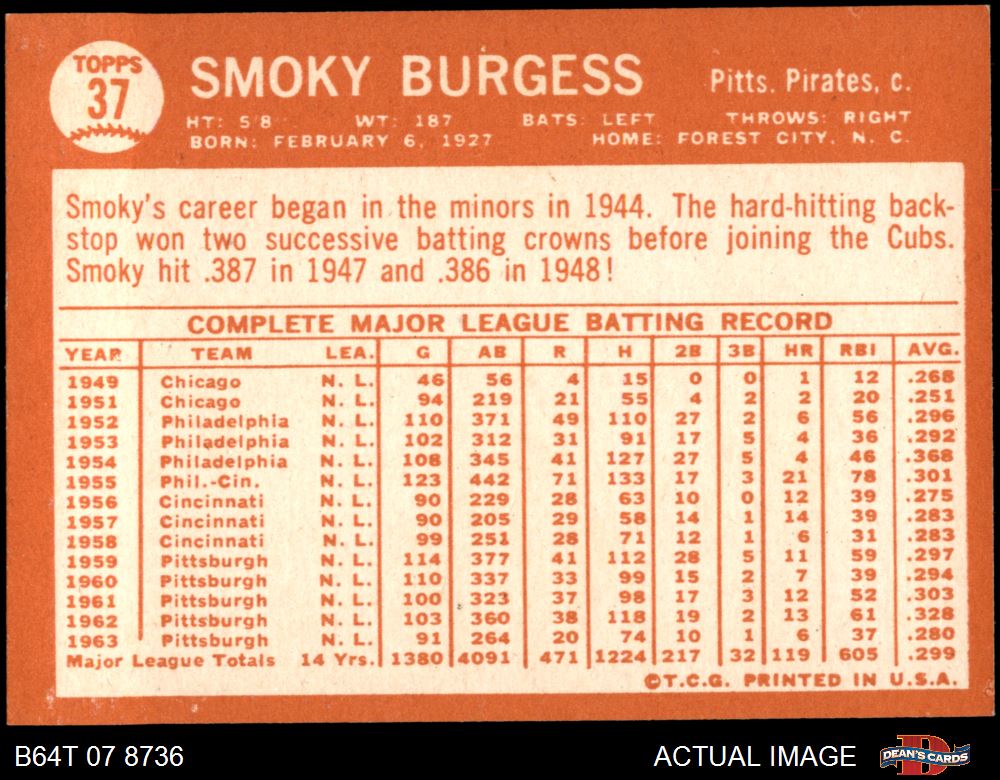 TOPPS
37
SMOKY BURGESS
Pitts. Pirates, c.
HT: 5'8 WT: 187 BATS: LEFT THROWS: RIGHT
BORN: FEBRUARY 6, 1927 HOME: FOREST CITY, N. C.
Smoky's career began in the minors in 1944. The hard-hitting back-
stop won two successive batting crowns before joining the Cubs.
Smoky hit .387 in 1947 and .386 in 1948!
COMPLETE MAJOR LEAGUE BATTING RECORD
YEAR TEAM LEA. G AB R H 2B 3B HR RBI AVG.
1949 Chicago N. L. 46 56 4 15 0 0 1 12 .268
1951 Chicago N. L. 94 219 21 55 4 2 2 20 .251
1952 Philadelphia N. L. 110 371 49 110 27 2 6 56 .296
1953 Philadelphia N. L. 102 312 31 91 17 5 4 36 .292
1954 Philadelphia N. L. 108 345 41 127 27 5 4 46 .368
1955 Phil.-Cin. N. L. 123 442 71 133 17 3 21 78 .301
1956 Cincinnati N. L. 90 229 28 63 10 0 12 39 .275
1957 Cincinnati N. L. 90 205 29 58 14 1 14 39 .283
1958 Cincinnati N. L. 99 251 28 71 12 1 6 31 .283
1959 Pittsburgh N. L. 114 377 41 112 28 5 11 59 .297
1960 Pittsburgh N. L. 110 337 33 99 15 2 7 39 .294
1961 Pittsburgh N. L. 100 323 37 98 17 3 12 52 .303
1962 Pittsburgh N. L. 103 360 38 118 19 2 13 61 .328
1963 Pittsburgh N. L. 91 264 20 74 10 1 6 37 .280
Major League Totals 14 Yrs. 1380 4091 471 1224 217 32 119 605 .299
©T.C.G. PRINTED IN U.S.A.
B64T 07 8736
ACTUAL IMAGE
DEAN'S CARDS